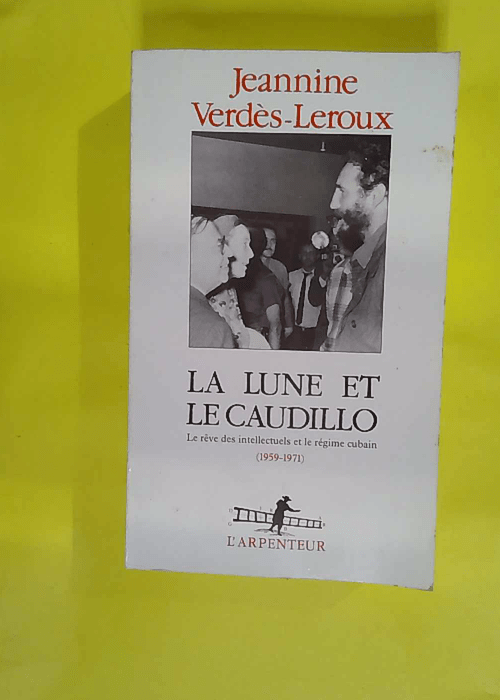 Jeannine
Verdès-Leroux
LA LUNE ET
LE CAUDILLO
Le rêve des intellectuels et le régime cubain
(1959-1971)
L'ARPENTEUR